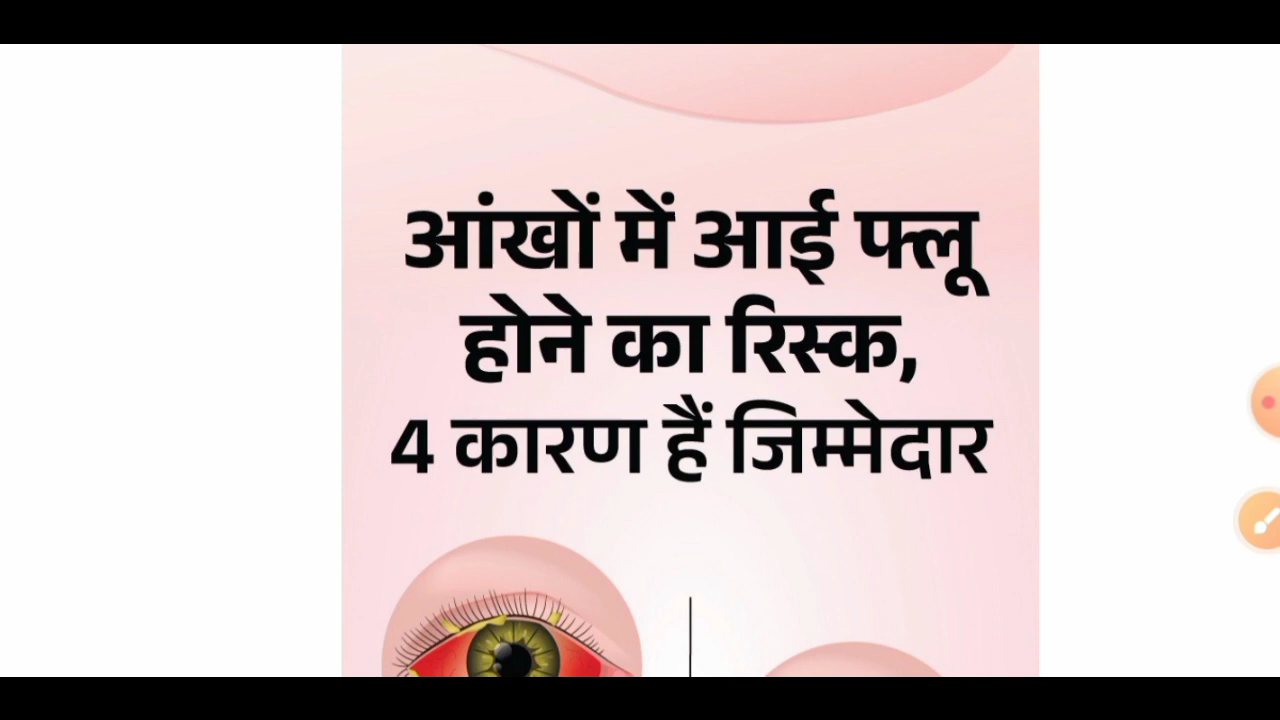 आंखों में आई फ्लू
होने का रिस्क,
4 कारण हैं जिम्मेदार